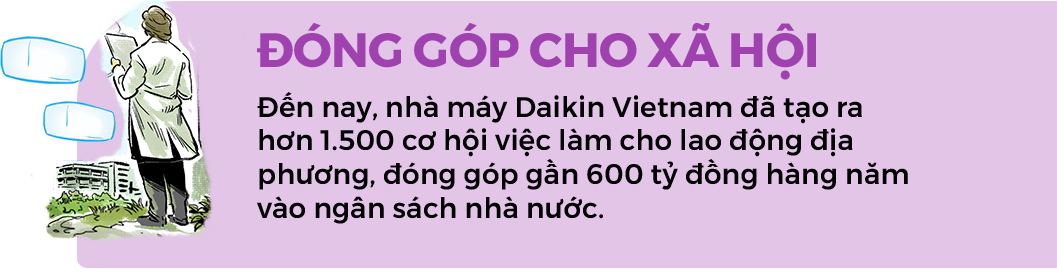 ĐÓNG GÓP CHO XÃ HỘI
Đến nay, nhà máy Daikin Vietnam đã tạo ra
hơn 1.500 cơ hội việc làm cho lao động địa
phương, đóng góp gần 600 tỷ đồng hàng năm
vào ngân sách nhà nước.